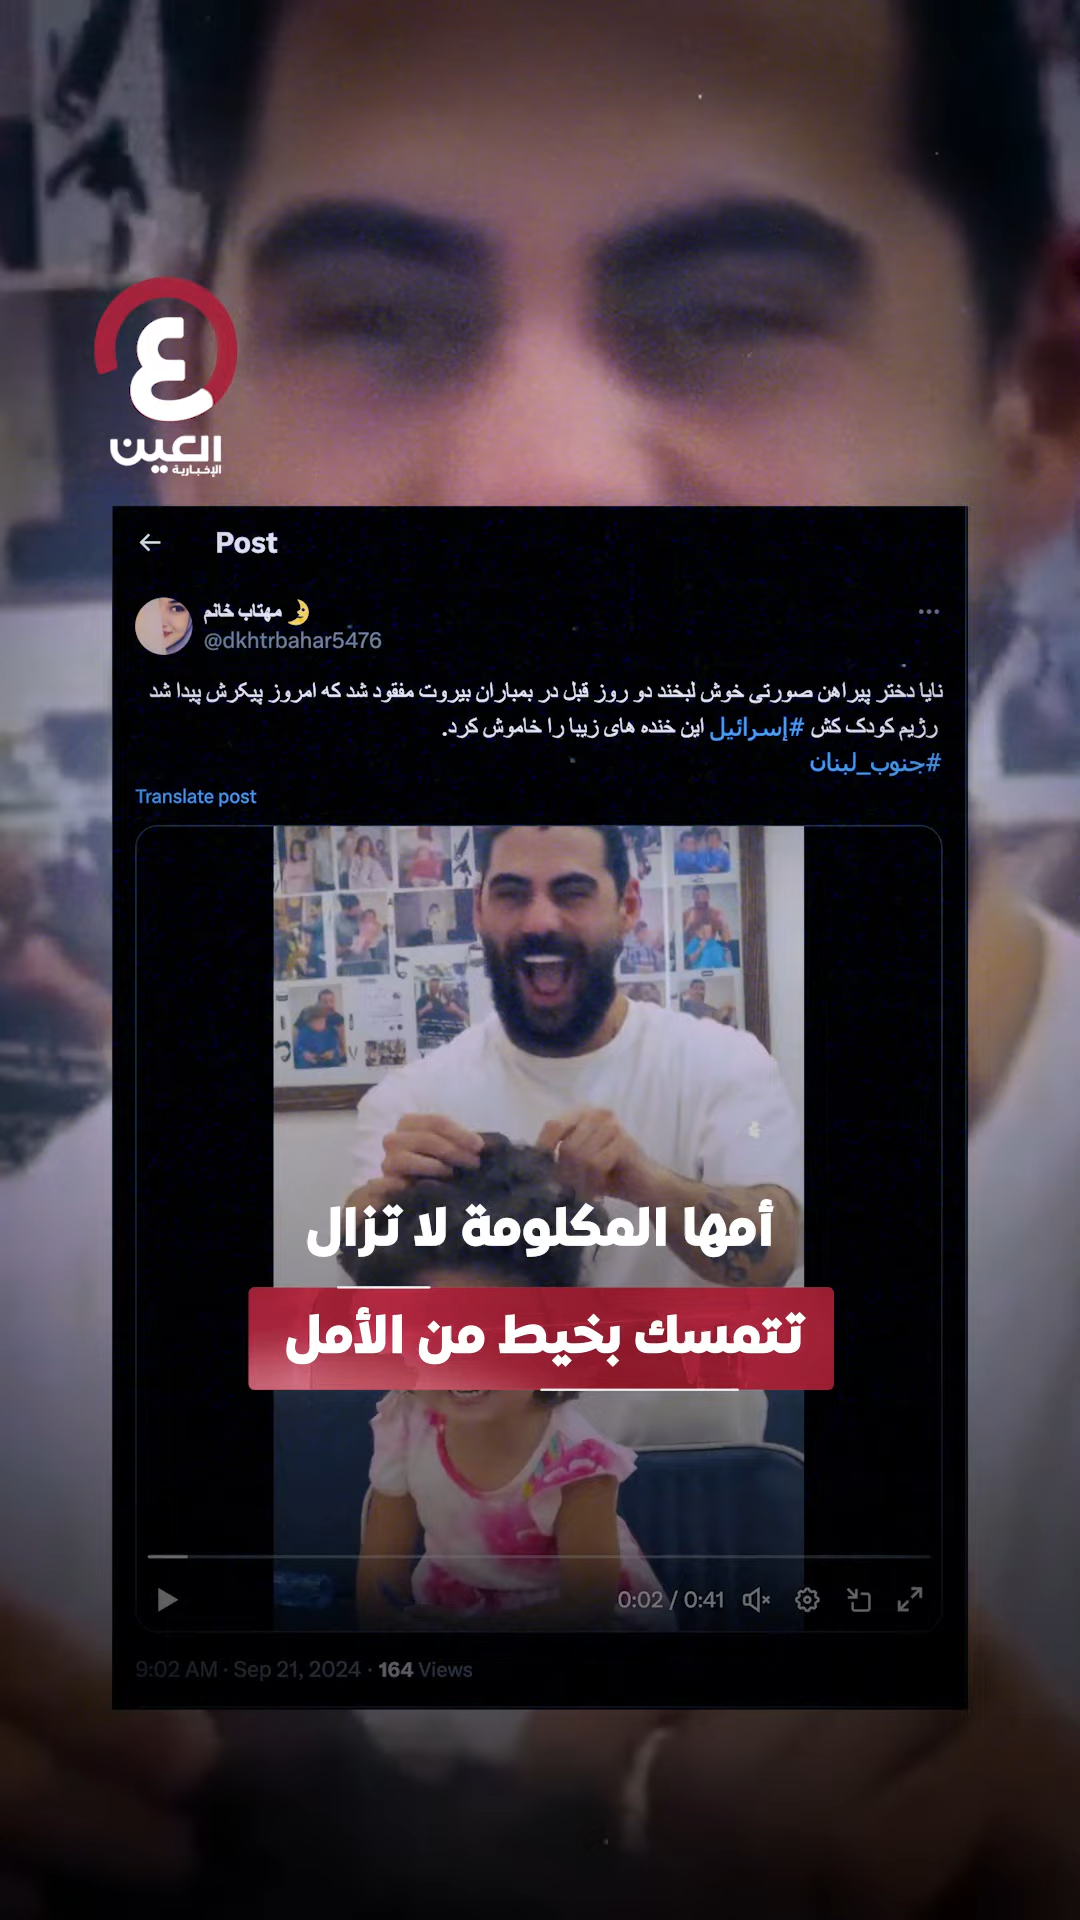 ع
العين
الإخبارية
← Post
مهتاب خانم 🌛
@dkhtrbahar5476
نایا دختر پیراهن صورتی خوش لبخند دو روز قبل در بمباران بیروت مفقود شد که امروز پیکرش پیدا شد
رژیم کودک کش #إسرائيل این خنده های زیبا را خاموش کرد.
#جنوب_لبنان
Translate post
أمها المكلومة لا تزال
تتمسك بخيط من الأمل
0:02 / 0:41
9:02 AM · Sep 21, 2024 · 164 Views